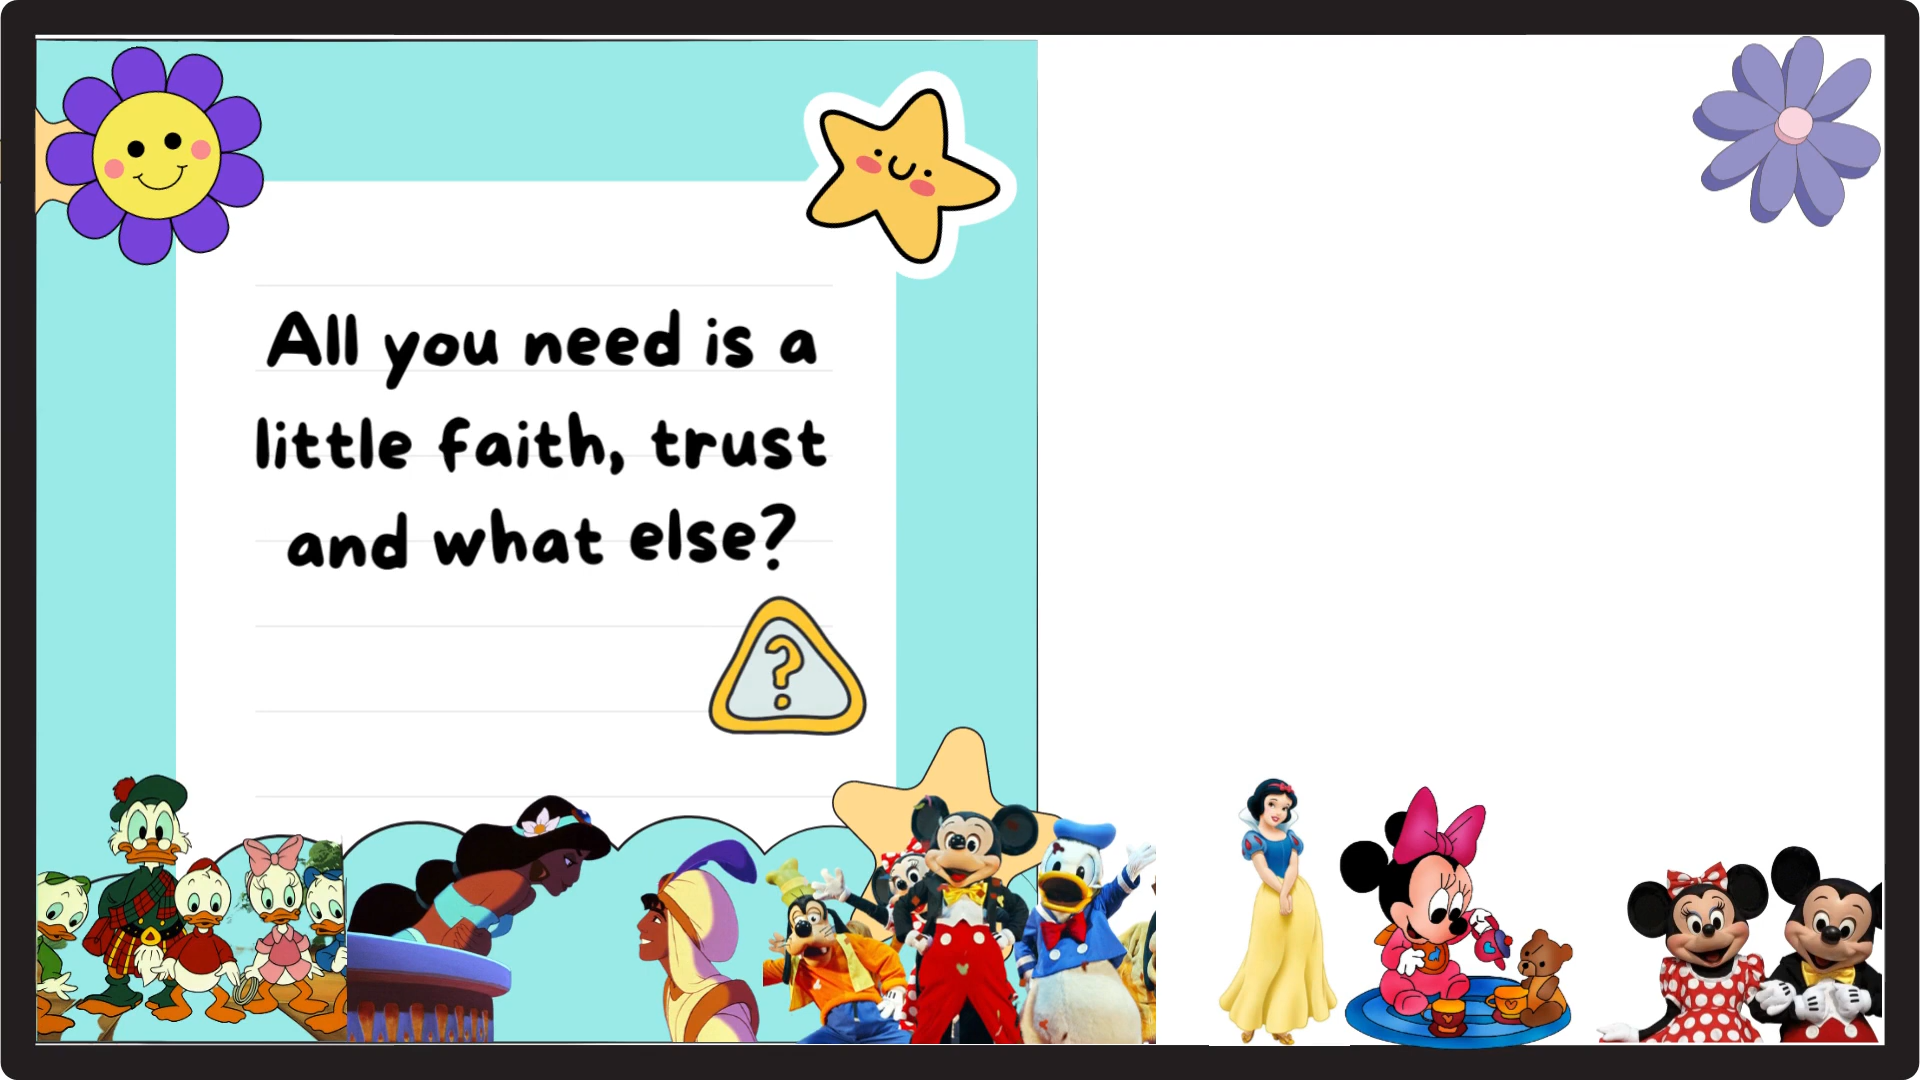 All you need is a
little faith, trust
and what else?
?